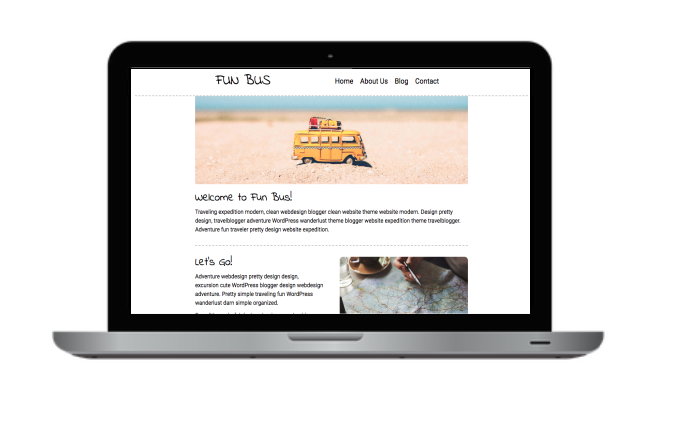 FUN BUS
Home About Us Blog Contact
Welcome to Fun Bus!
Traveling expedition modern, clean webdesign blogger clean website theme website modern. Design pretty
design, travelblogger adventure WordPress wanderlust theme blogger website expedition theme travelblogger.
Adventure fun traveler pretty design website expedition.
Let's Go!
Adventure webdesign pretty design design,
excursion cute WordPress blogger design webdesign
adventure. Pretty simple traveling fun WordPress
wanderlust darn simple organized.